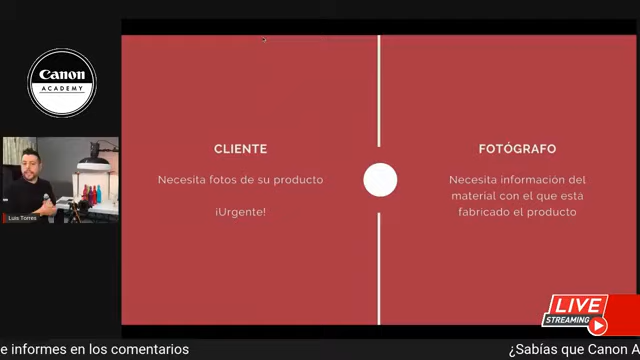 Canon
ACADEMY
CLIENTE
Necesita fotos de su producto
¡Urgente!
FOTÓGRAFO
Necesita información del
material con el que está
fabricado el producto
Luis Torres
LIVE
STREAMING
e informes en los comentarios
¿Sabías que Canon A